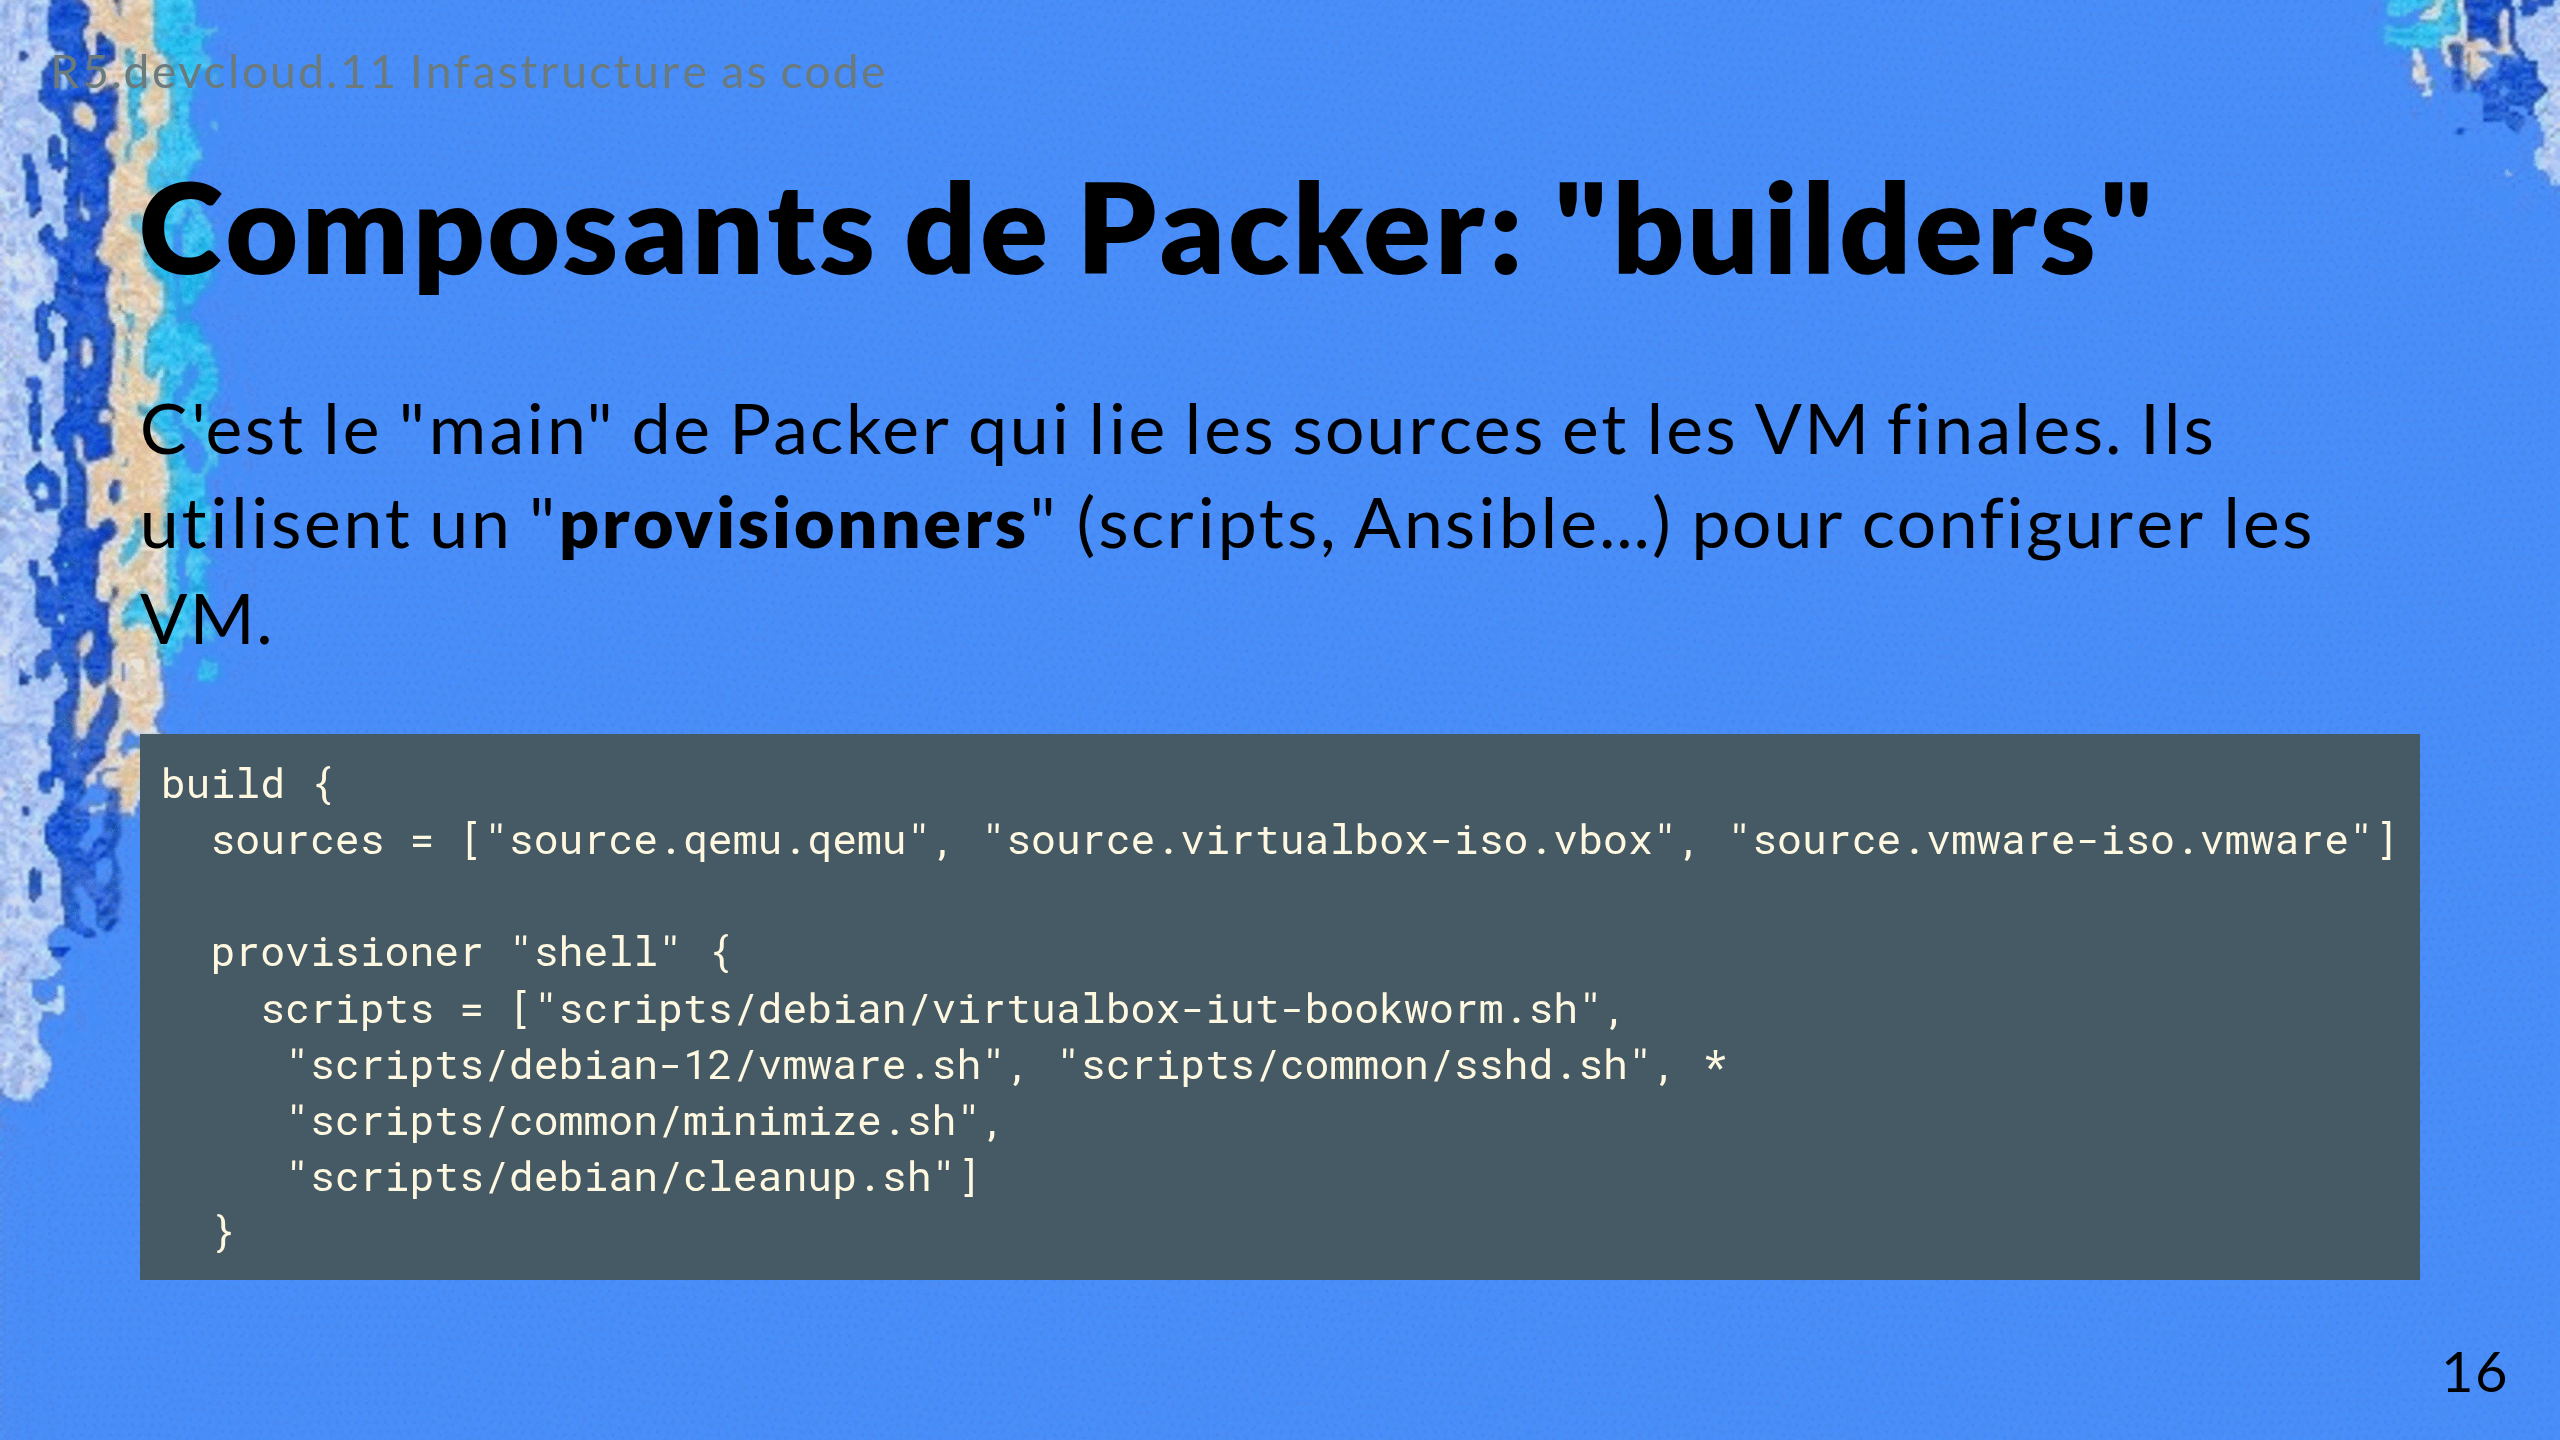 R5.devcloud.11 Infastructure as code
Composants de Packer: "builders"
C'est le "main" de Packer qui lie les sources et les VM finales. Ils
utilisent un "provisionners" (scripts, Ansible...) pour configurer les
VM.
build {
  sources = ["source.qemu.qemu", "source.virtualbox-iso.vbox", "source.vmware-iso.vmware"]
  provisioner "shell" {
    scripts = ["scripts/debian/virtualbox-iut-bookworm.sh",
     "scripts/debian-12/vmware.sh", "scripts/common/sshd.sh", *
     "scripts/common/minimize.sh",
     "scripts/debian/cleanup.sh"]
  }
16